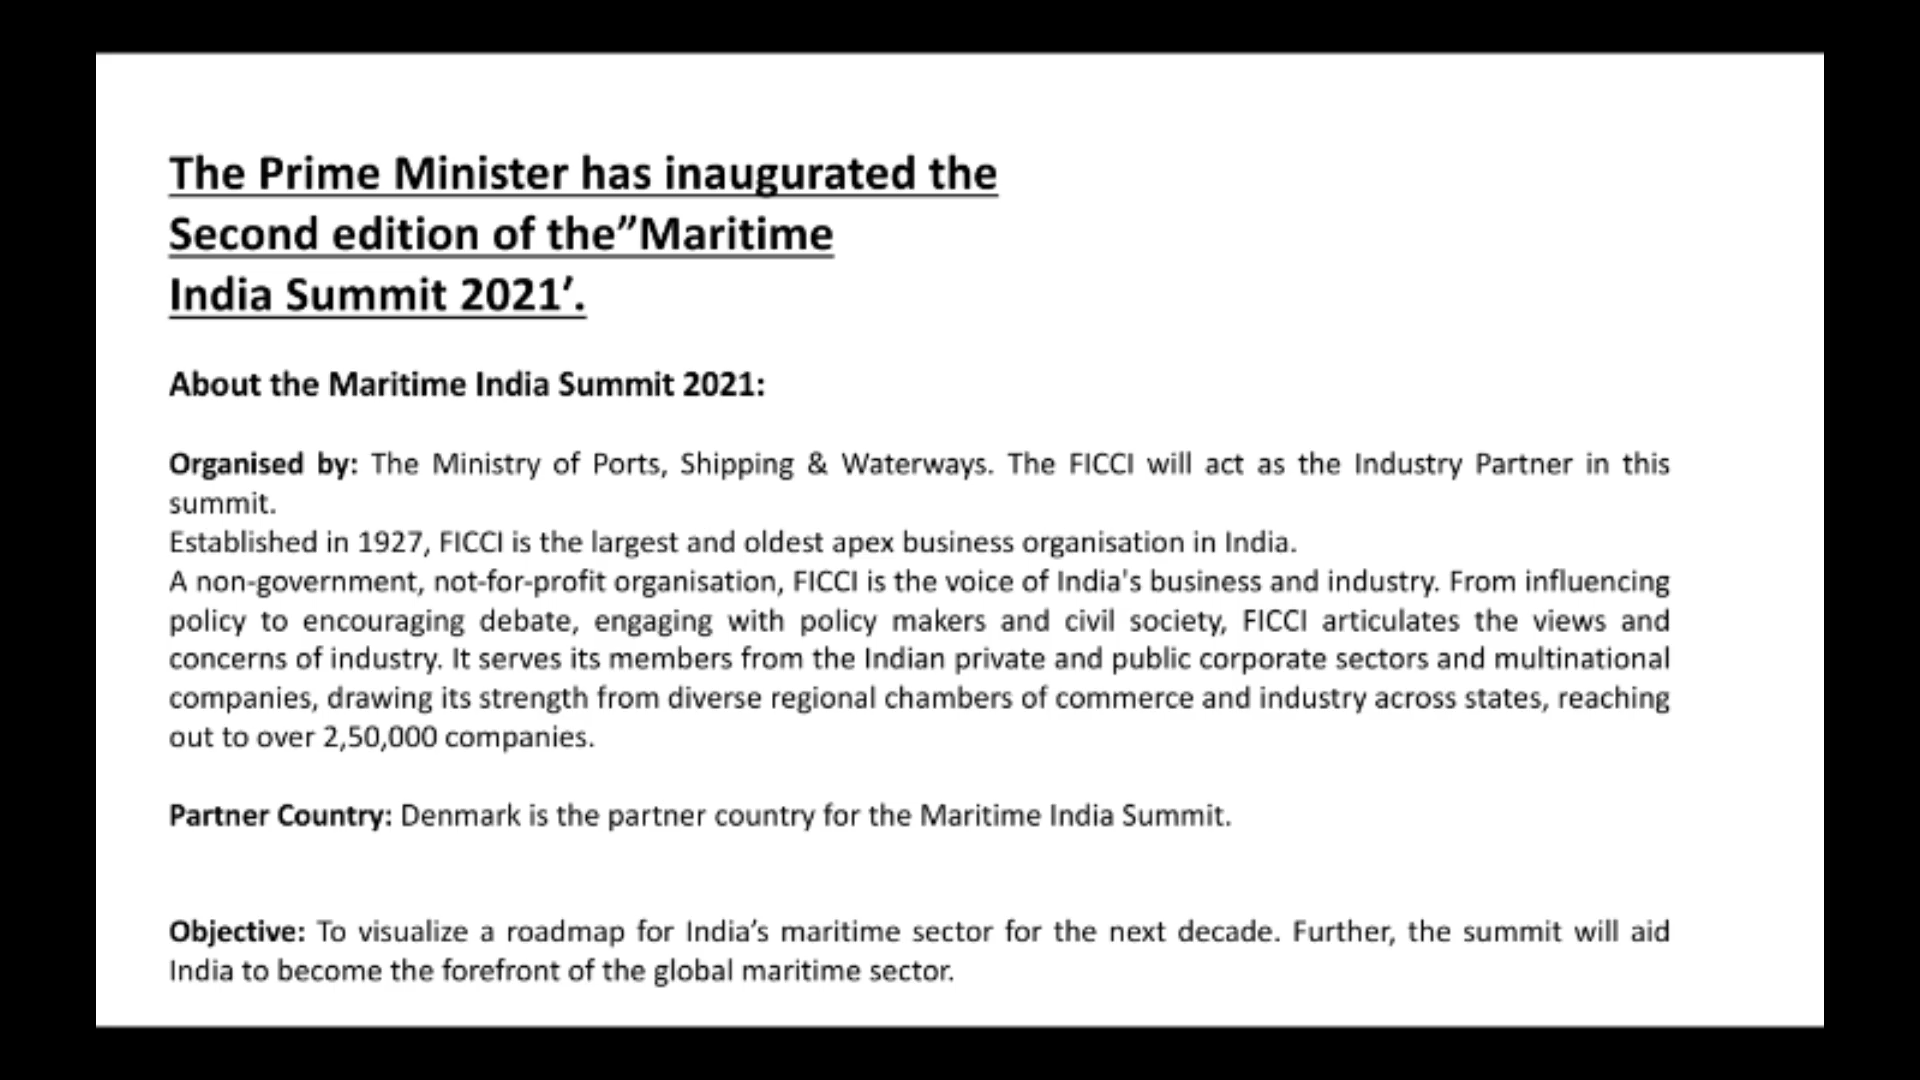 The Prime Minister has inaugurated the
Second edition of the”Maritime
India Summit 2021’.
About the Maritime India Summit 2021:
Organised by: The Ministry of Ports, Shipping & Waterways. The FICCI will act as the Industry Partner in this
summit.
Established in 1927, FICCI is the largest and oldest apex business organisation in India.
A non-government, not-for-profit organisation, FICCI is the voice of India's business and industry. From influencing
policy to encouraging debate, engaging with policy makers and civil society, FICCI articulates the views and
concerns of industry. It serves its members from the Indian private and public corporate sectors and multinational
companies, drawing its strength from diverse regional chambers of commerce and industry across states, reaching
out to over 2,50,000 companies.
Partner Country: Denmark is the partner country for the Maritime India Summit.
Objective: To visualize a roadmap for India’s maritime sector for the next decade. Further, the summit will aid
India to become the forefront of the global maritime sector.